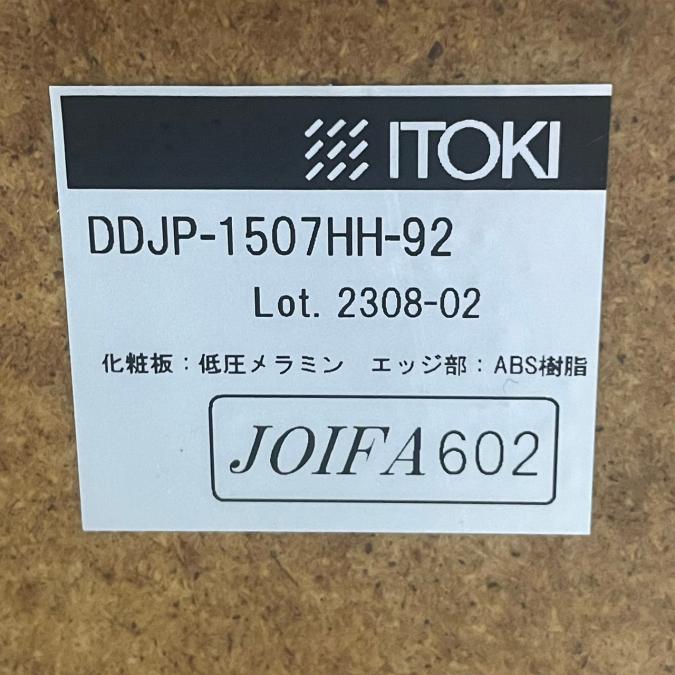 ITOKI
DDJP-1507HH-92
Lot. 2308-02
化粧板：低圧メラミン　エッジ部：ABS樹脂
JOIFA602